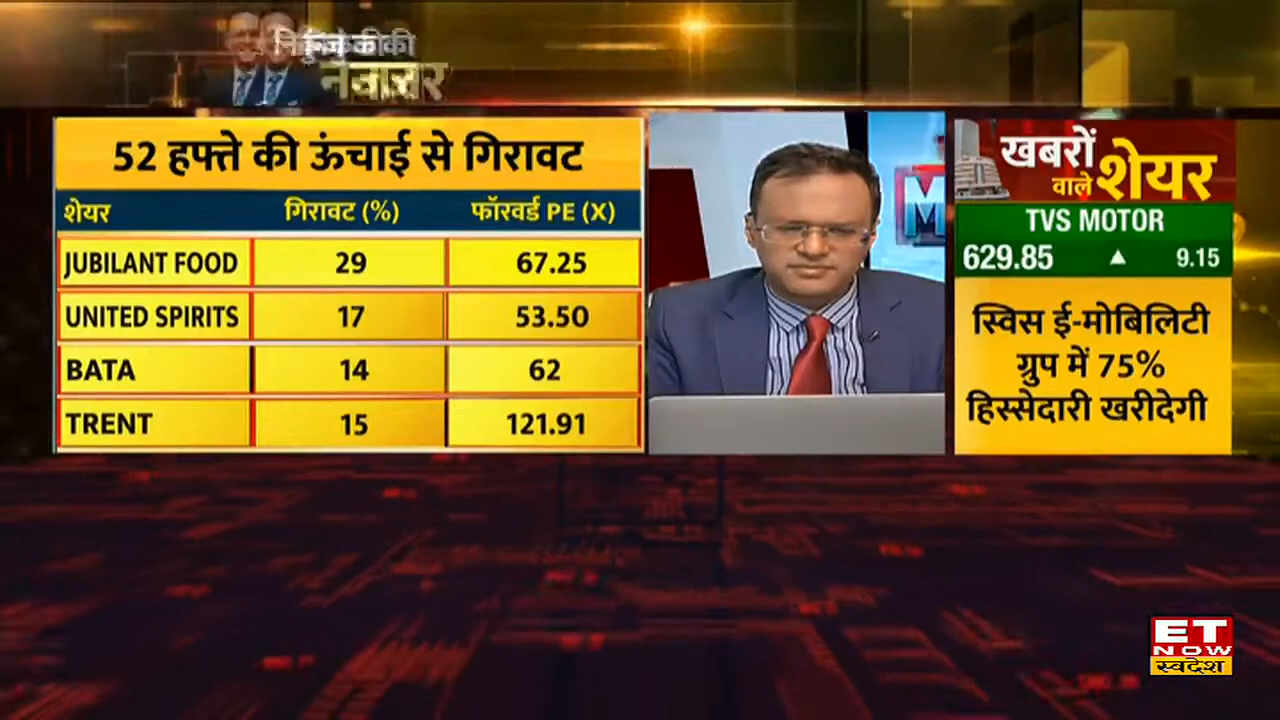 52 हफ्ते की ऊंचाई से गिरावट
शेयर गिरावट (%) फॉरवर्ड PE (X)
JUBILANT FOOD 29 67.25
UNITED SPIRITS 17 53.50
BATA 14 62
TRENT 15 121.91
खबरों
वाले शेयर
TVS MOTOR
629.85 ▲ 9.15
स्विस ई-मोबिलिटी
ग्रुप में 75%
हिस्सेदारी खरीदेगी
ET
NOW
स्वदेश